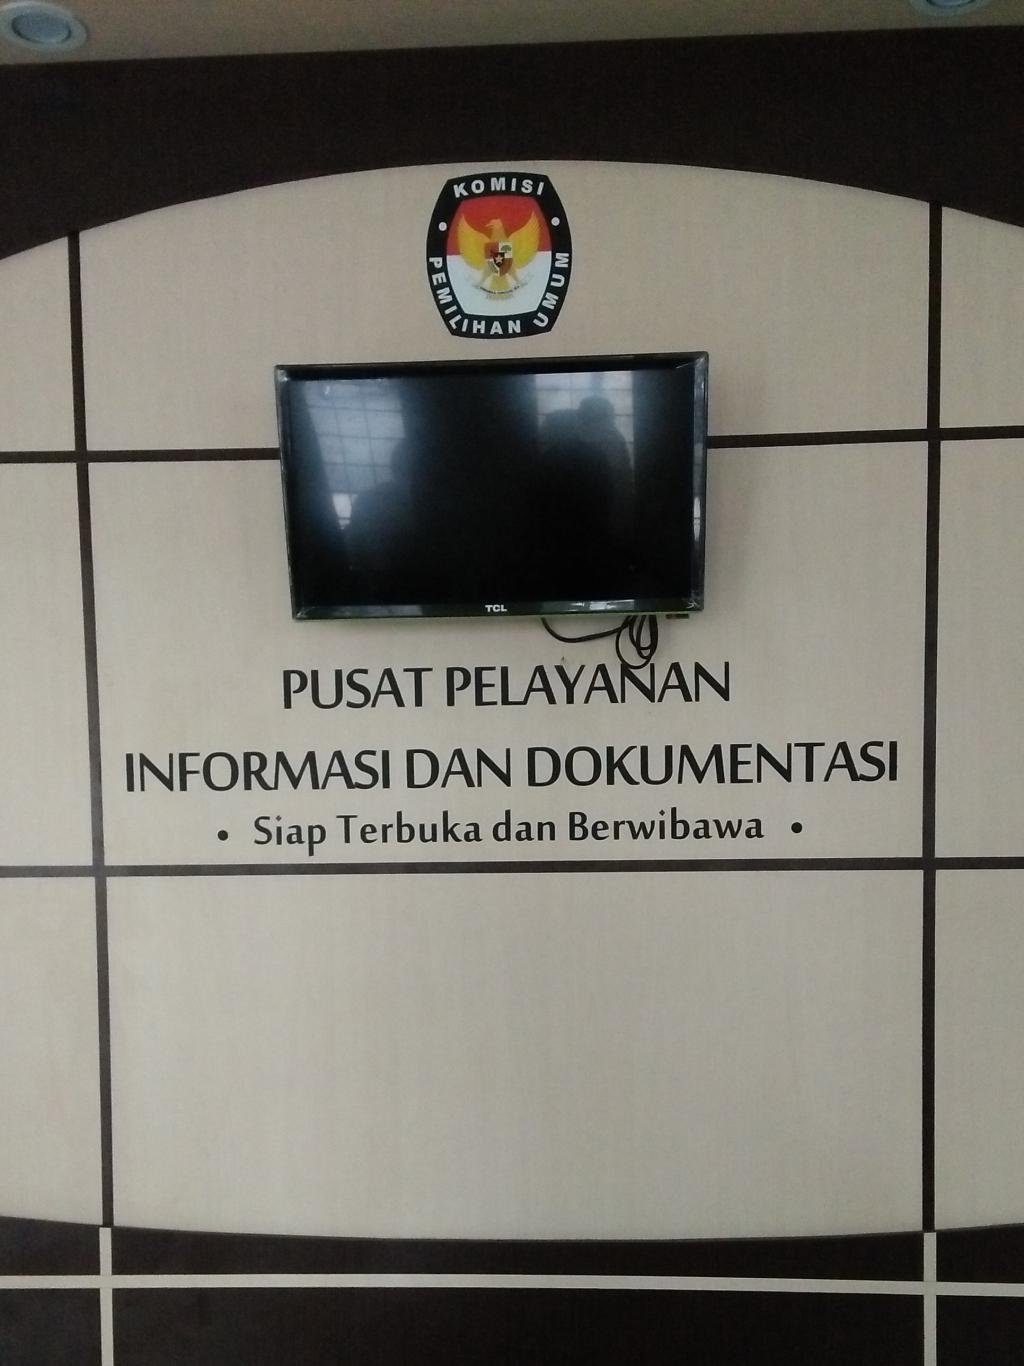 KOMISI
PEMILIHAN UMUM
TCL
PUSAT PELAYANAN
INFORMASI DAN DOKUMENTASI
• Siap Terbuka dan Berwibawa •